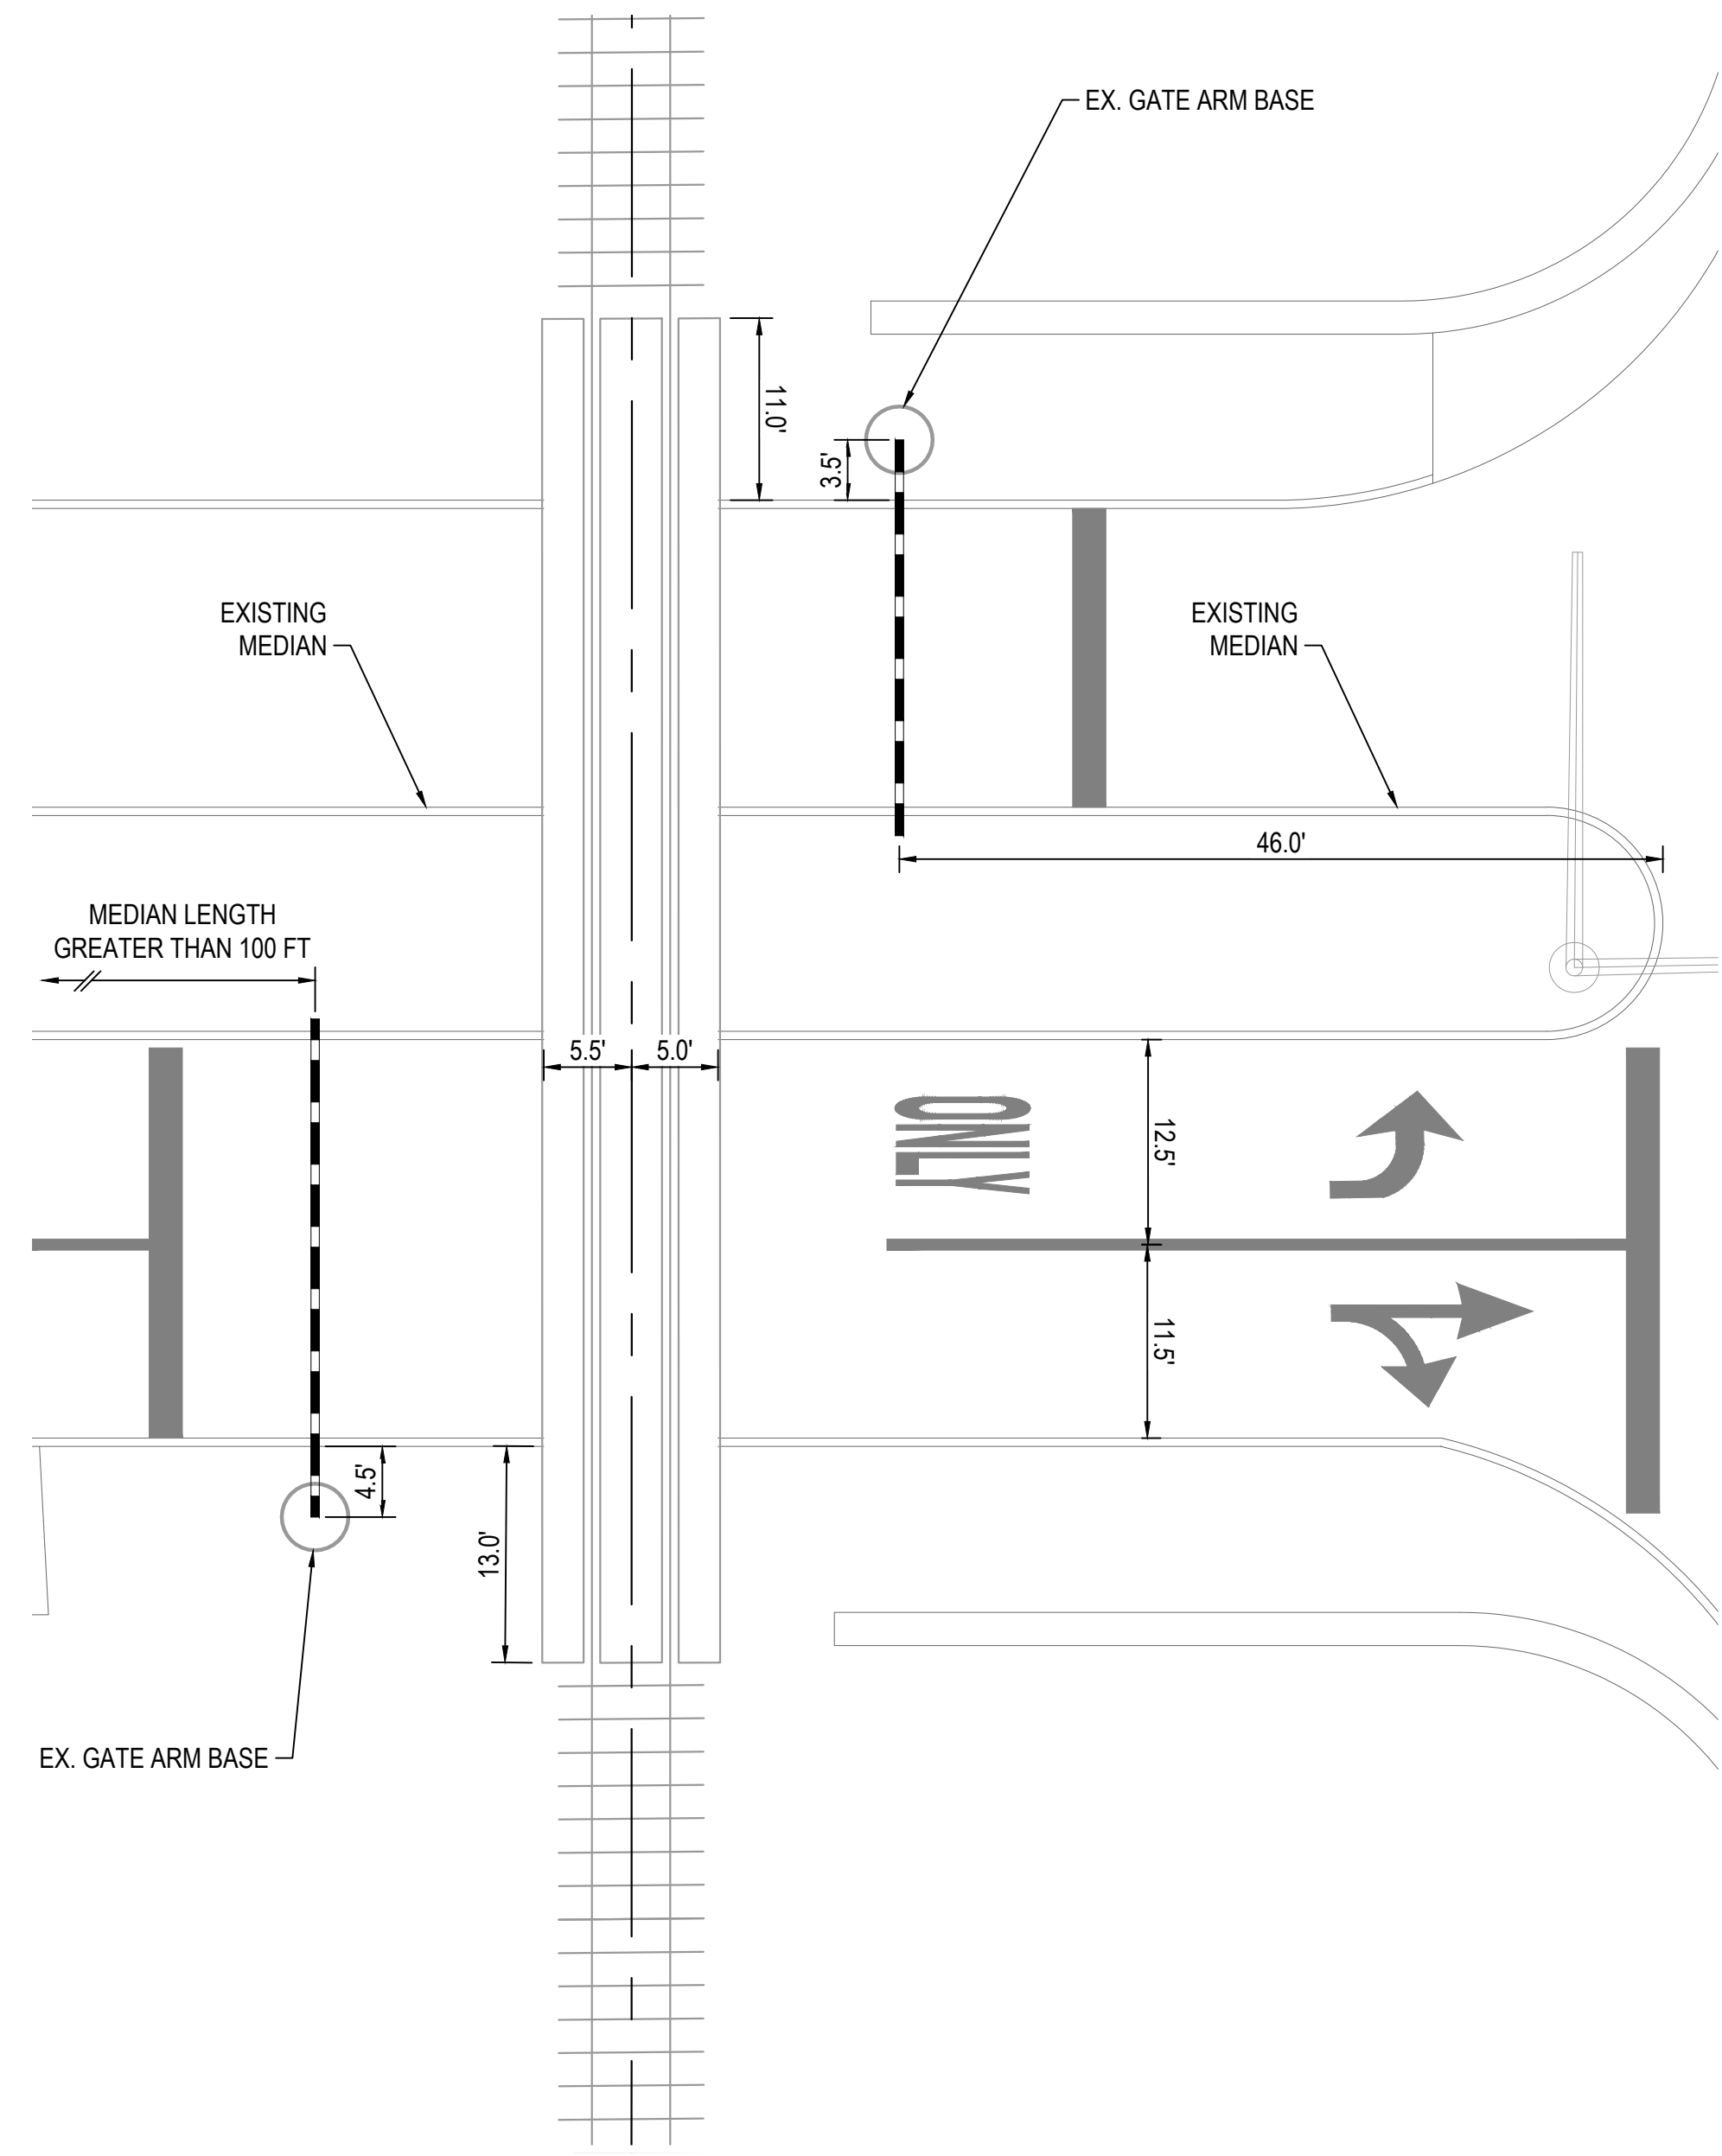 EX. GATE ARM BASE
11.0'
3.5'
EXISTING
MEDIAN
EXISTING
MEDIAN
46.0'
MEDIAN LENGTH
GREATER THAN 100 FT
5.5'
5.0'
ONLY
12.5'
11.5'
4.5'
13.0'
EX. GATE ARM BASE